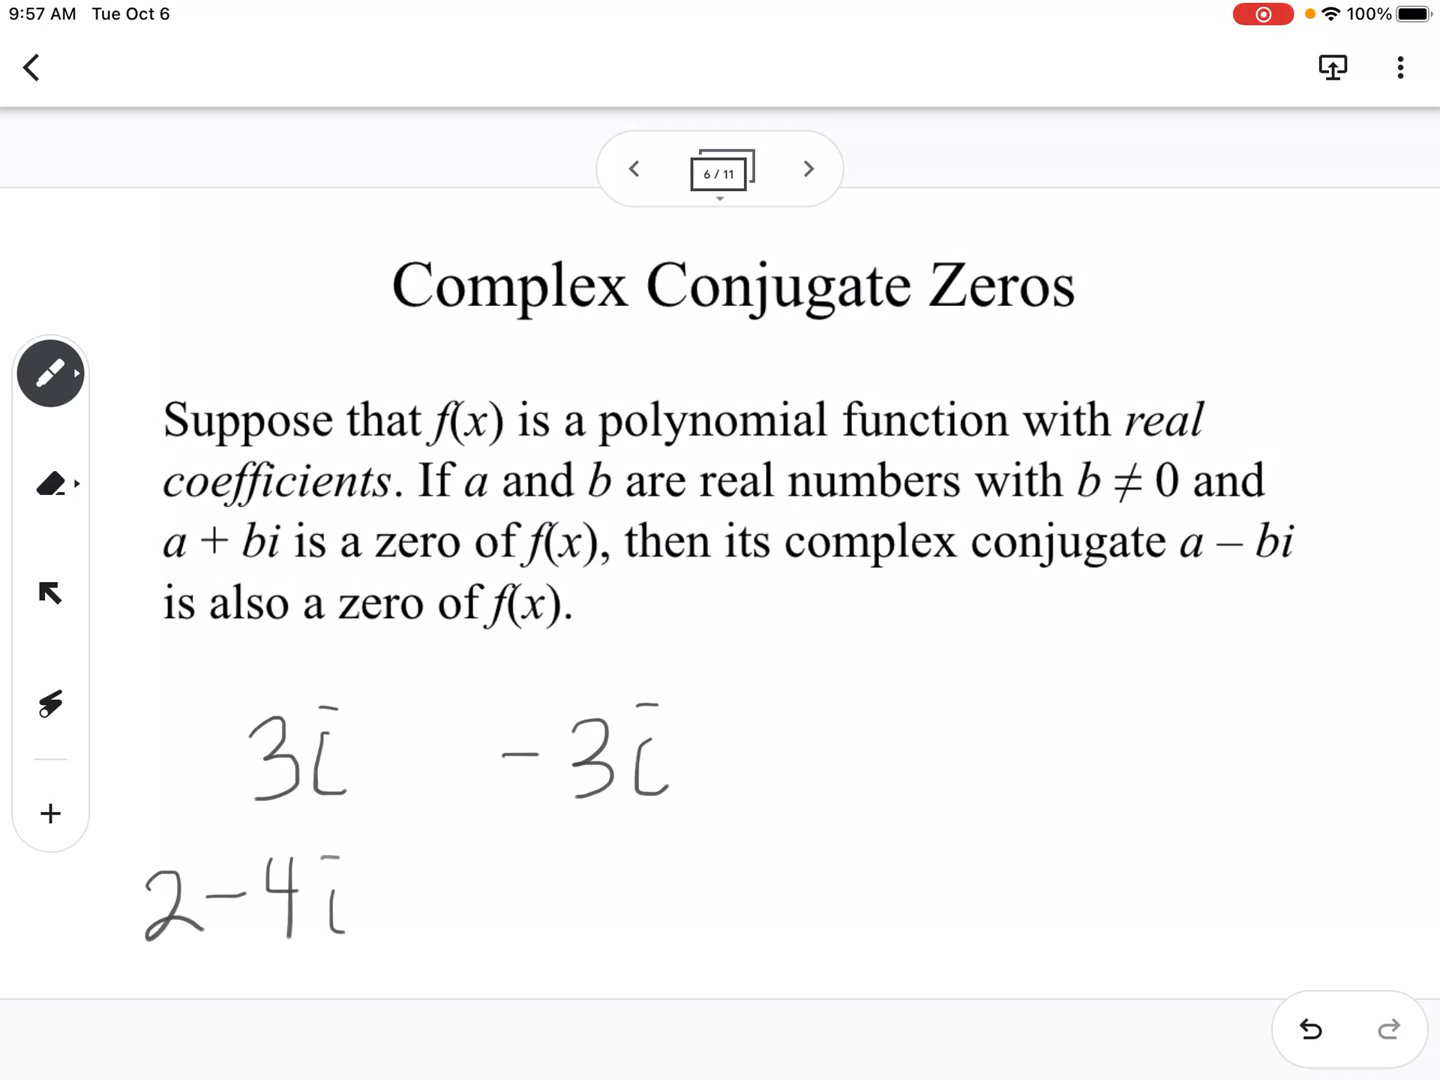 9:57 AM Tue Oct 6
100%
6 / 11
Complex Conjugate Zeros
Suppose that f(x) is a polynomial function with real
coefficients. If a and b are real numbers with b ≠ 0 and
a + bi is a zero of f(x), then its complex conjugate a – bi
is also a zero of f(x).
3i -3i
2-4i